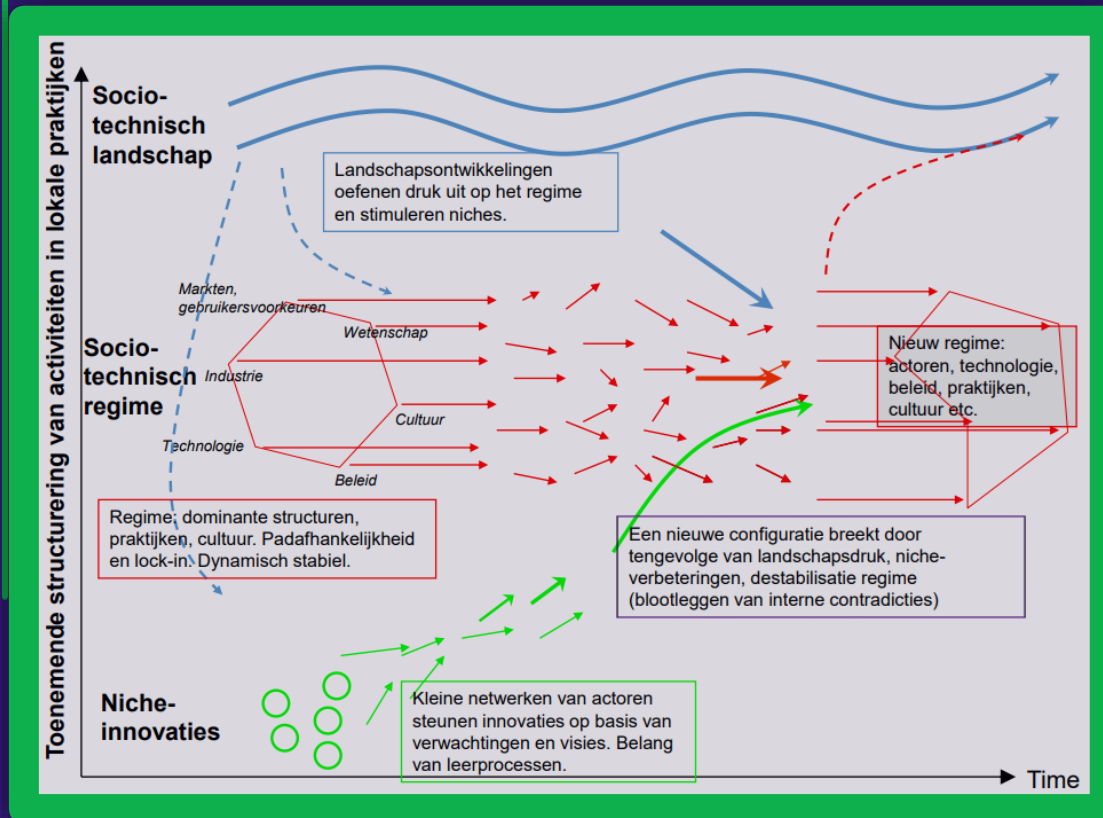 Toenemende structurering van activiteiten in lokale praktijken
Socio-
technisch
landschap
Landschapsontwikkelingen
oefenen druk uit op het regime
en stimuleren niches.
Markten,
gebruikersvoorkeuren
Wetenschap
Socio-
technisch
regime
Industrie
Cultuur
Technologie
Beleid
Nieuw regime:
actoren, technologie,
beleid, praktijken,
cultuur etc.
Regime: dominante structuren,
praktijken, cultuur. Padafhankelijkheid
en lock-in. Dynamisch stabiel.
Een nieuwe configuratie breekt door
tengevolge van landschapsdruk, niche-
verbeteringen, destabilisatie regime
(blootleggen van interne contradicties)
Niche-
innovaties
Kleine netwerken van actoren
steunen innovaties op basis van
verwachtingen en visies. Belang
van leerprocessen.
Time